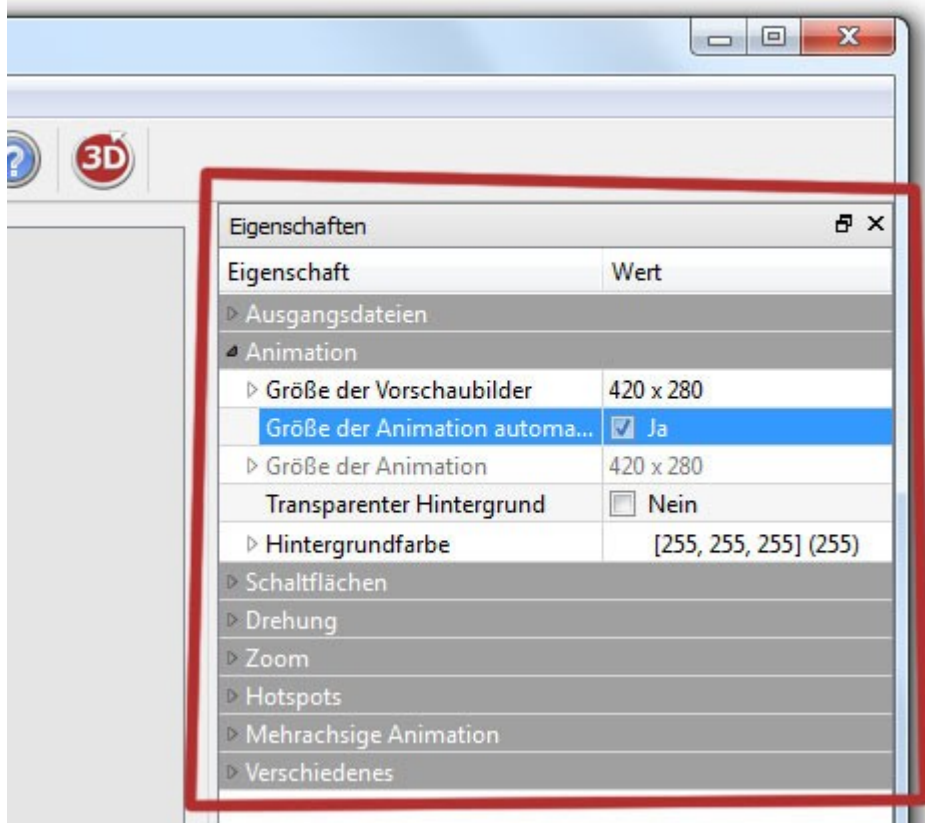 ?
3D
Eigenschaften
Eigenschaft Wert
Ausgangsdateien
Animation
Größe der Vorschaubilder 420 x 280
Größe der Animation automa... Ja
Größe der Animation 420 x 280
Transparenter Hintergrund Nein
Hintergrundfarbe [255, 255, 255] (255)
Schaltflächen
Drehung
Zoom
Hotspots
Mehrachsige Animation
Verschiedenes